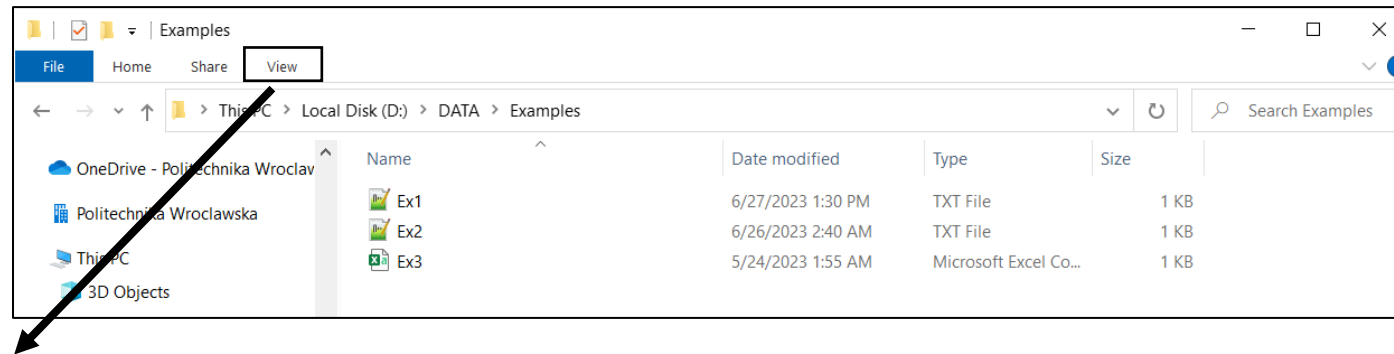 Examples
File Home Share View
This PC > Local Disk (D:) > DATA > Examples
Search Examples
Name Date modified Type Size
OneDrive - Politechnika Wroclaw
Ex1 6/27/2023 1:30 PM TXT File 1 KB
Politechnika Wroclawska
Ex2 6/26/2023 2:40 AM TXT File 1 KB
This PC
Ex3 5/24/2023 1:55 AM Microsoft Excel Co... 1 KB
3D Objects